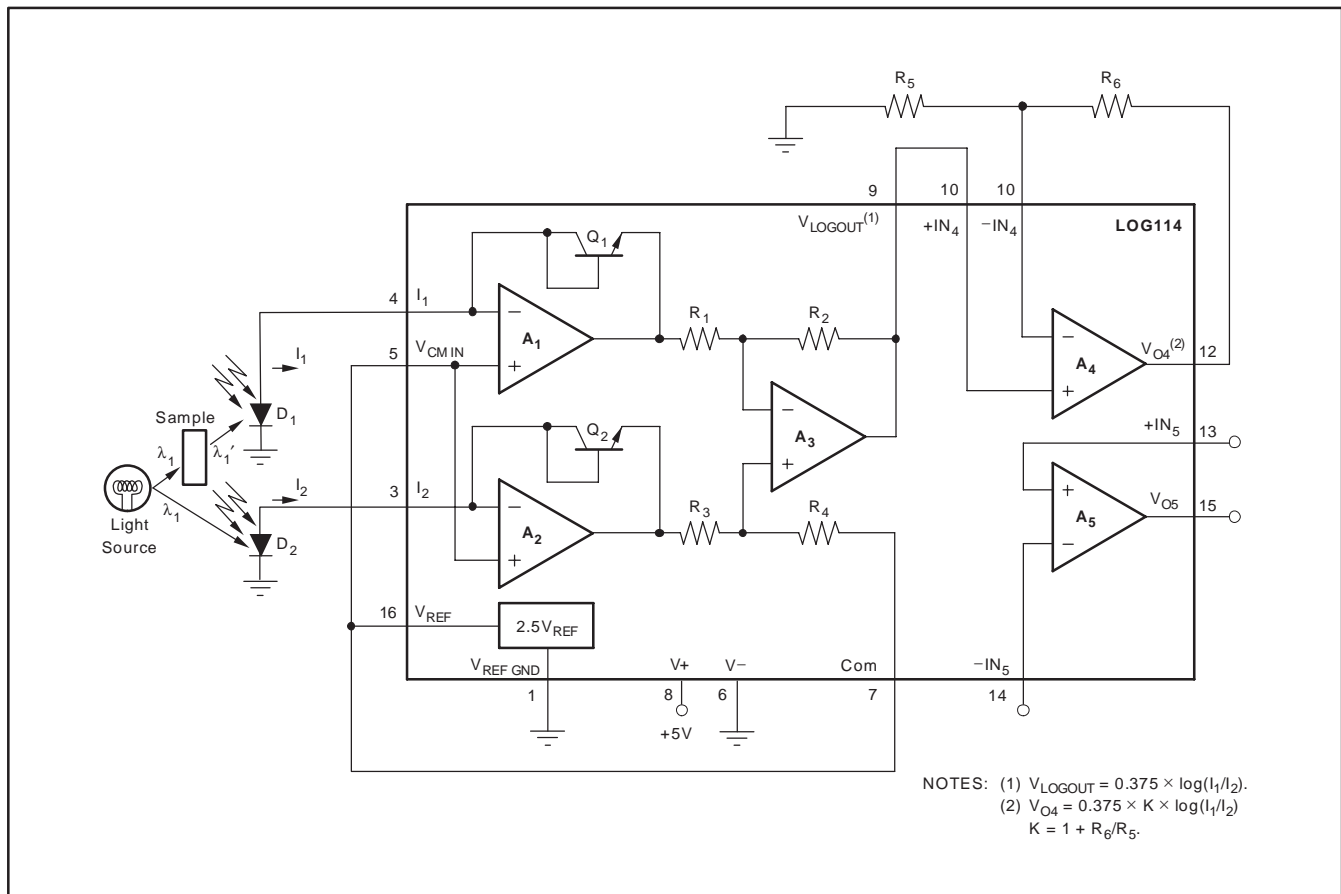 R5
R6
9
10
10
VLOGOUT(1)
+IN4
−IN4
LOG114
Q1
4
I1
R1
R2
A1
5
VCM IN
I1
A4
VO4(2)
12
D1
Sample
λ1
λ1′
Q2
A3
+IN5
13
I2
3
I2
R3
R4
A2
A5
VO5
15
λ1
Light
Source
D2
16
VREF
2.5VREF
VREF GND
V+
V−
Com
−IN5
1
8
6
7
14
+5V
NOTES: (1) VLOGOUT = 0.375 × log(I1/I2).
(2) VO4 = 0.375 × K × log(I1/I2)
K = 1 + R6/R5.